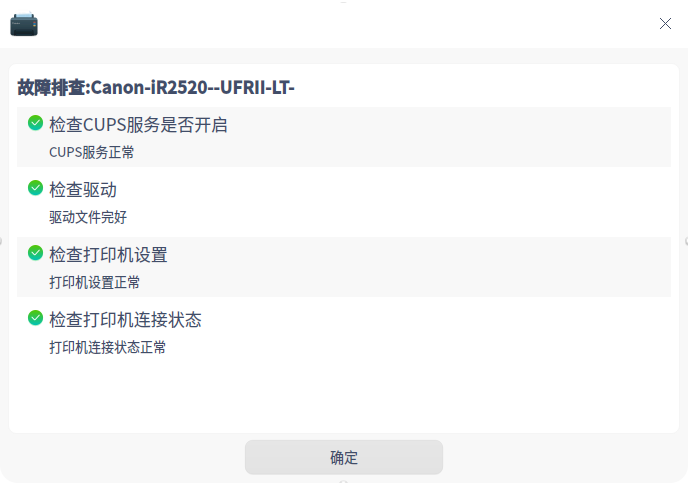 故障排查:Canon-iR2520--UFRII-LT-
检查CUPS服务是否开启
CUPS服务正常
检查驱动
驱动文件完好
检查打印机设置
打印机设置正常
检查打印机连接状态
打印机连接状态正常
确定